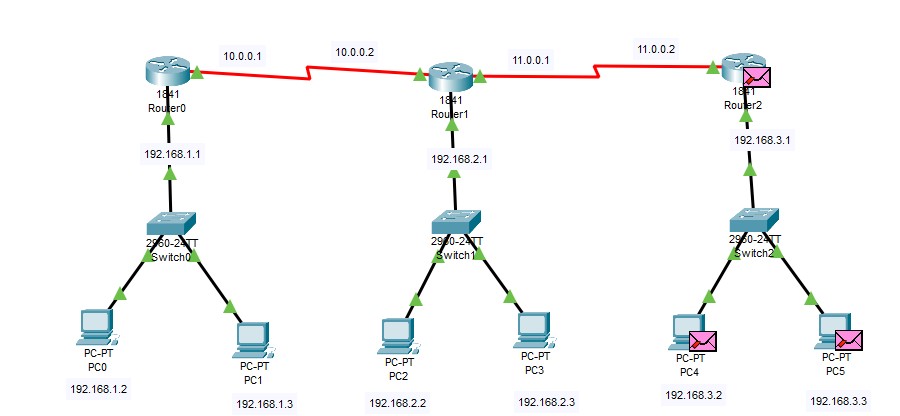 10.0.0.1
10.0.0.2
11.0.0.1
11.0.0.2
1841
Router0
1841
Router1
1841
Router2
192.168.1.1
192.168.2.1
192.168.3.1
2960-24TT
Switch0
2960-24TT
Switch1
2960-24TT
Switch2
PC-PT
PC0
PC-PT
PC1
PC-PT
PC2
PC-PT
PC3
PC-PT
PC4
PC-PT
PC5
192.168.1.2
192.168.1.3
192.168.2.2
192.168.2.3
192.168.3.2
192.168.3.3